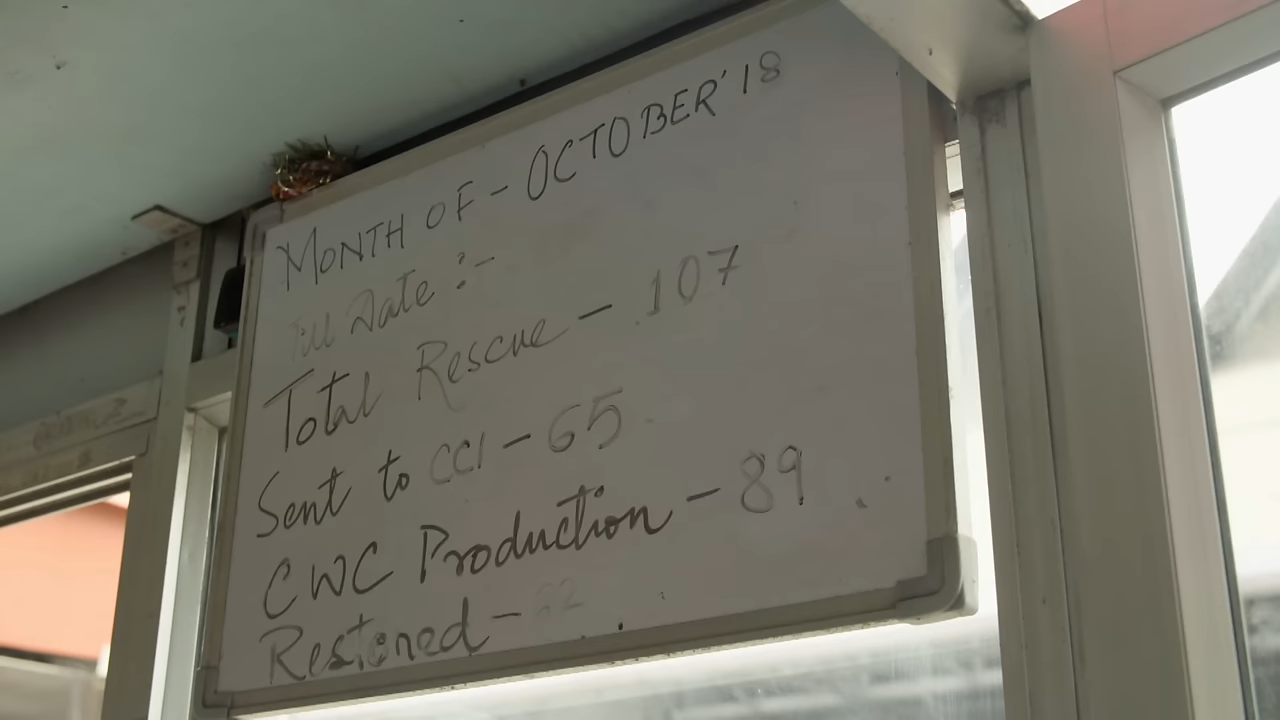 MONTH OF - OCTOBER'18
Till Date :-
Total Rescue - 107
Sent to CCI - 65
CWC Production - 89
Restored -